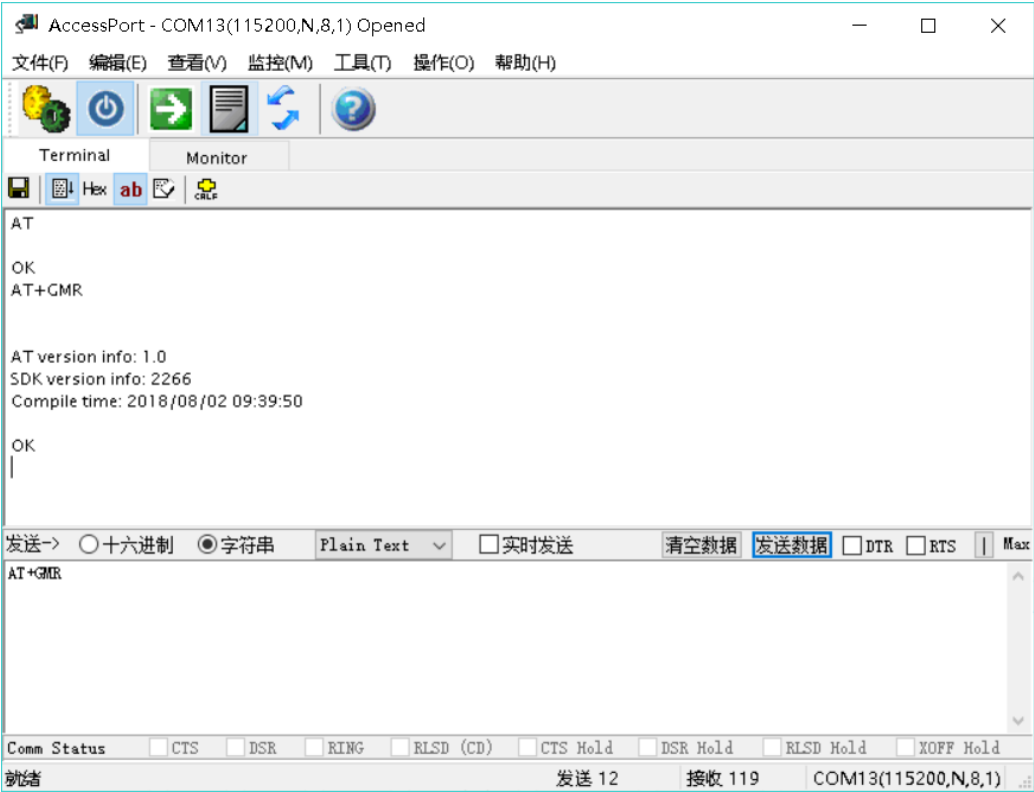 AccessPort - COM13(115200,N,8,1) Opened
文件(F) 编辑(E) 查看(V) 监控(M) 工具(T) 操作(O) 帮助(H)
Terminal Monitor
Hex ab CRLF
AT
OK
AT+GMR
AT version info: 1.0
SDK version info: 2266
Compile time: 2018/08/02 09:39:50
OK
发送-> 十六进制 字符串 Plain Text 实时发送 清空数据 发送数据 DTR RTS | Max
AT+GMR
Comm Status CTS DSR RING RLSD (CD) CTS Hold DSR Hold RLSD Hold XOFF Hold
就绪 发送 12 接收 119 COM13(115200,N,8,1)